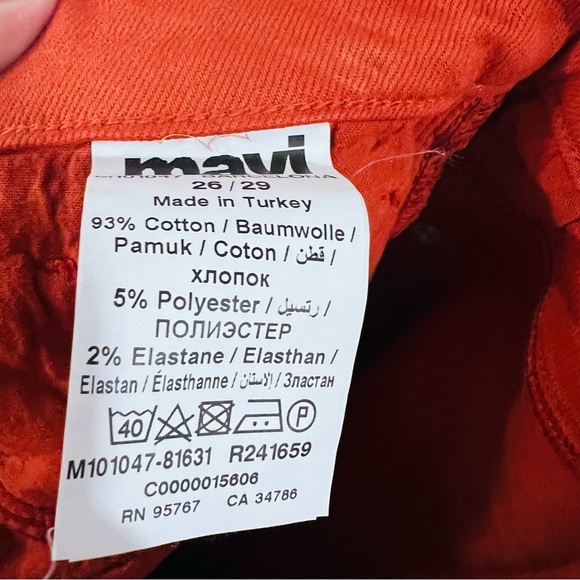 mavi
26 / 29
Made in Turkey
93% Cotton / Baumwolle /
Pamuk / Coton / قطن /
хлопок
5% Polyester / رتسيل /
ПОЛИЭСТЕР
2% Elastane / Elasthan /
Elastan / Élasthanne / الإلاستان / Эластан
40 P
M101047-81631 R241659
C0000015606
RN 95767 CA 34786